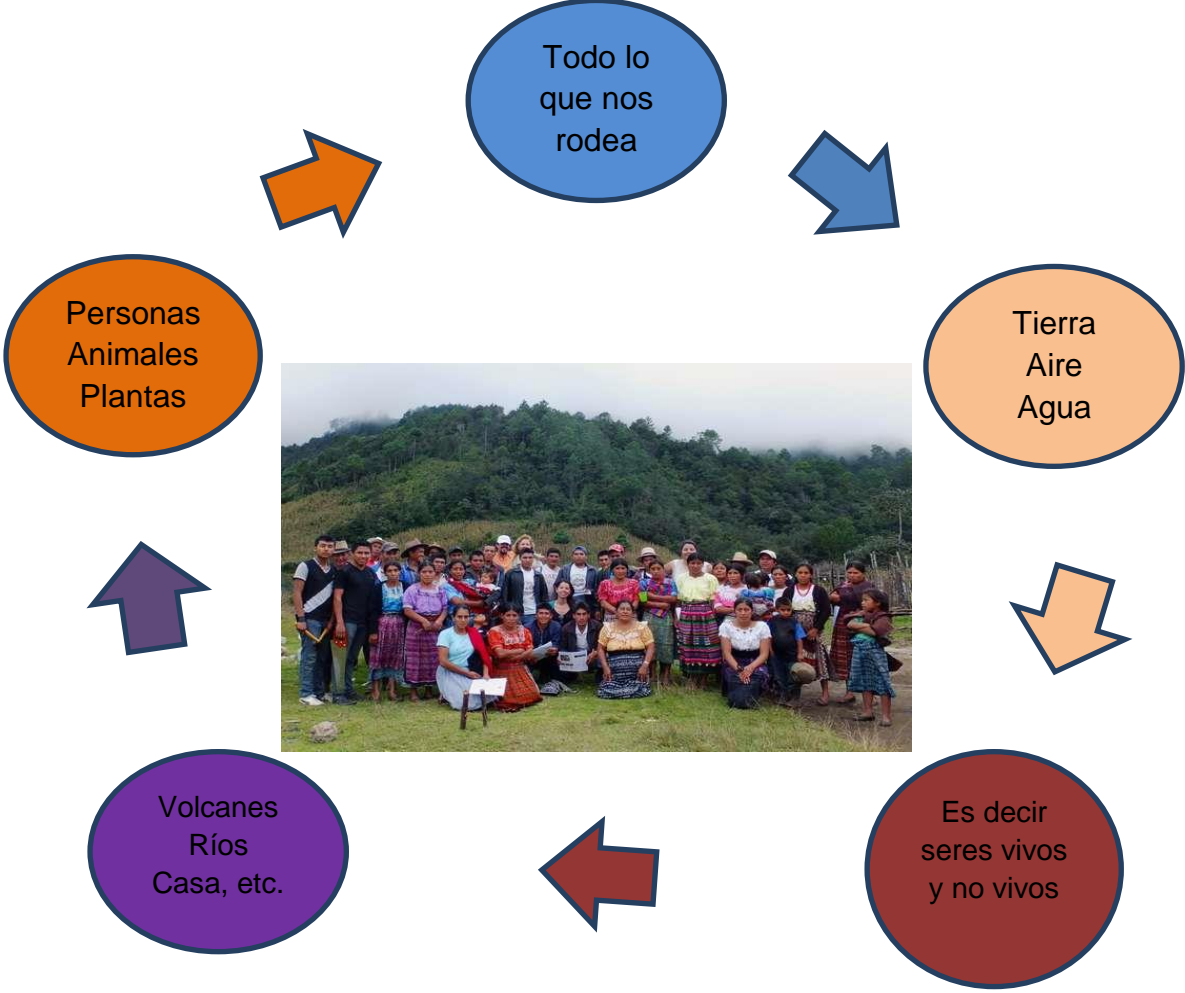 Todo lo
que nos
rodea
Tierra
Aire
Agua
Es decir
seres vivos
y no vivos
Volcanes
Ríos
Casa, etc.
Personas
Animales
Plantas